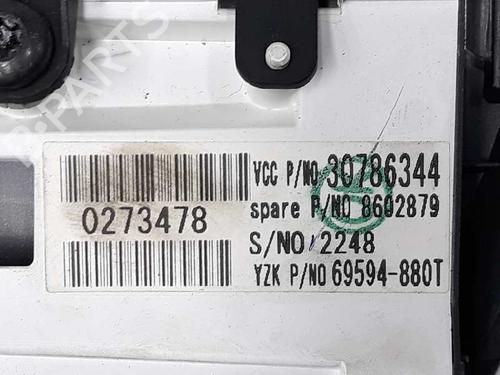 B-PARTS
VCC P/NO 30786344
spare P/NO 8602879
0273478
S/NO 2248
YZK P/NO 69594-880T